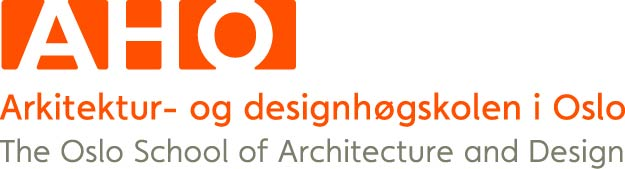 AHO
Arkitektur- og designhøgskolen i Oslo
The Oslo School of Architecture and Design